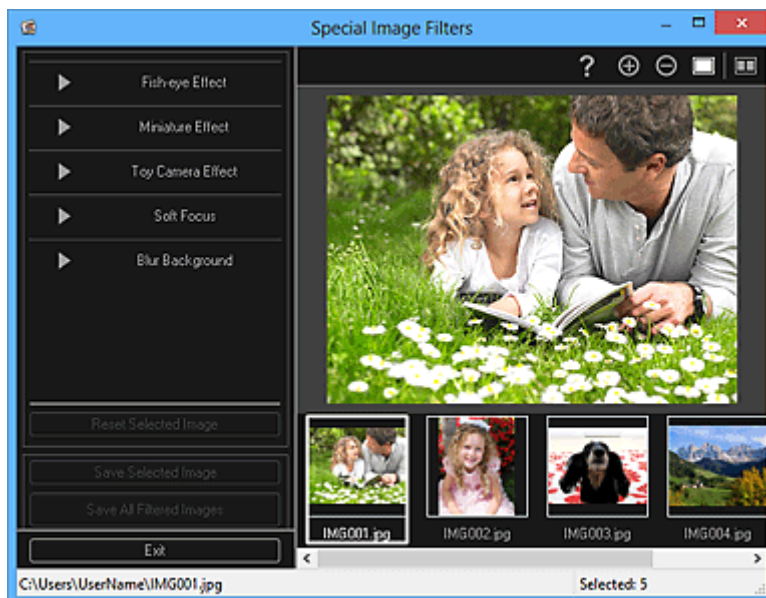 Special Image Filters
Fish-eye Effect
Miniature Effect
Toy Camera Effect
Soft Focus
Blur Background
Reset Selected Image
Save Selected Image
Save All Filtered Images
Exit
?
IMG001.jpg
IMG002.jpg
IMG003.jpg
IMG004.jpg
C:\Users\UserName\IMG001.jpg
Selected: 5